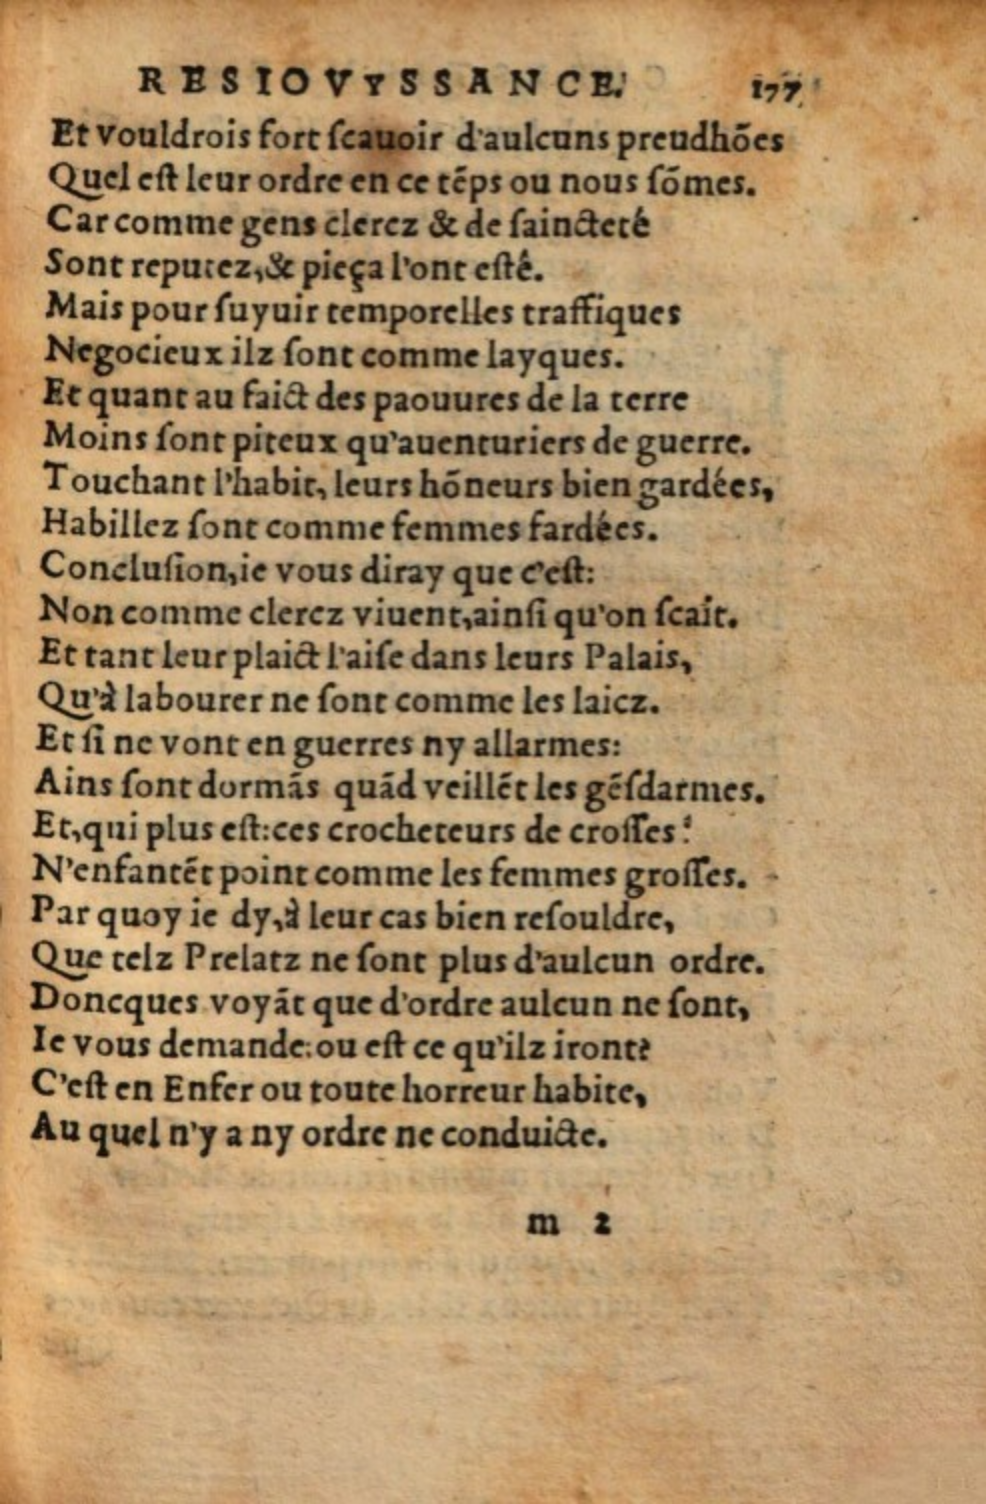 RESIOVYSSANCE. 177
Et vouldrois fort ſcauoir d'aulcuns preudhões
Quel eſt leur ordre en ce tẽps ou nous ſõmes.
Car comme gens clercz & de ſaincteté
Sont reputez,& pieça l'ont eſté.
Mais pour ſuyuir temporelles traffiques
Negocieux ilz ſont comme layques.
Et quant au faict des paouures de la terre
Moins ſont piteux qu'auenturiers de guerre.
Touchant l'habit, leurs hõneurs bien gardées,
Habillez ſont comme femmes fardées.
Concluſion,ie vous diray que c'eſt:
Non comme clercz viuent,ainſi qu'on ſcaît.
Et tant leur plaict l'aiſe dans leurs Palais,
Qu'à labourer ne ſont comme les laicz.
Et ſi ne vont en guerres ny allarmes:
Ains ſont dormãs quãd veillẽt les gẽſdarmes.
Et,qui plus eſt:ces crocheteurs de croſſes:
N'enfantẽt point comme les femmes groſſes.
Par quoy ie dy,à leur cas bien reſouldre,
Que telz Prelatz ne ſont plus d'aulcun ordre.
Doncques voyãt que d'ordre aulcun ne ſont,
Ie vous demande:ou eſt ce qu'ilz iront?
C'eſt en Enfer ou toute horreur habite,
Au quel n'y a ny ordre ne conduicte.
m 2